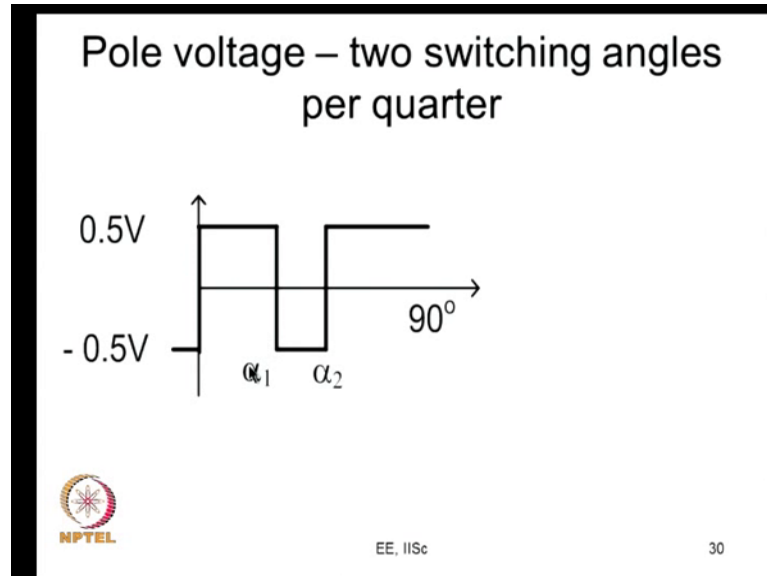 Pole voltage – two switching angles
per quarter
0.5V
90°
- 0.5V
α₁ α₂
NPTEL
EE, IISc 30